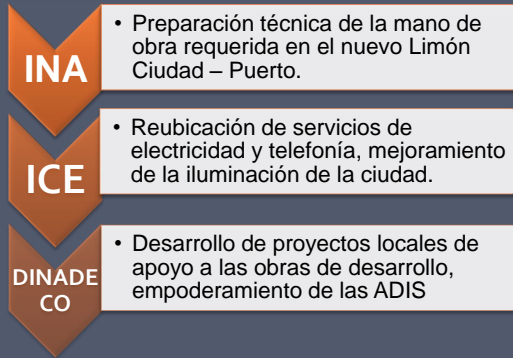 INA
• Preparación técnica de la mano de
obra requerida en el nuevo Limón
Ciudad – Puerto.
ICE
• Reubicación de servicios de
electricidad y telefonía, mejoramiento
de la iluminación de la ciudad.
DINADE
CO
• Desarrollo de proyectos locales de
apoyo a las obras de desarrollo,
empoderamiento de las ADIS